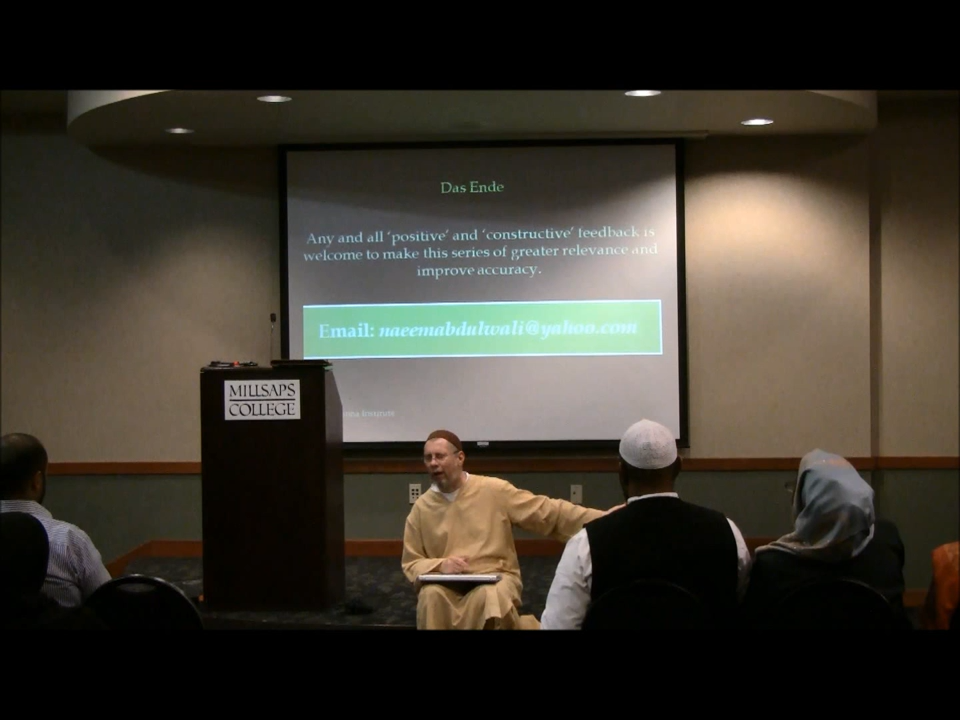 Das Ende
Any and all 'positive' and 'constructive' feedback is
welcome to make this series of greater relevance and
improve accuracy.
Email: naeemabdulwali@yahoo.com
MILLSAPS
COLLEGE
Institute